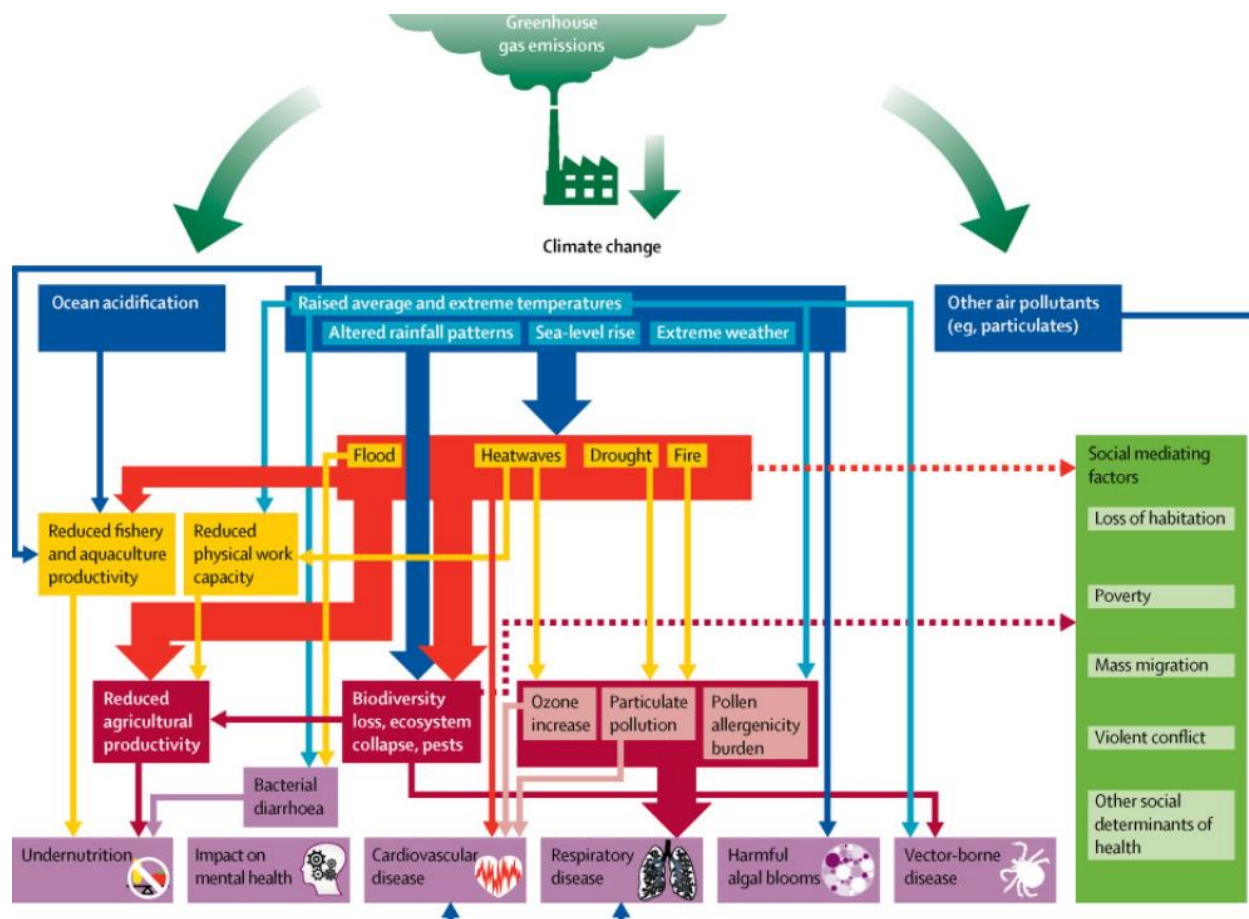 Greenhouse
gas emissions
Climate change
Ocean acidification
Raised average and extreme temperatures
Altered rainfall patterns
Sea-level rise
Extreme weather
Other air pollutants
(eg, particulates)
Flood
Heatwaves
Drought
Fire
Social mediating
factors
Loss of habitation
Poverty
Mass migration
Violent conflict
Other social
determinants of
health
Reduced fishery
and aquaculture
productivity
Reduced
physical work
capacity
Reduced
agricultural
productivity
Biodiversity
loss, ecosystem
collapse, pests
Ozone
increase
Particulate
pollution
Pollen
allergenicity
burden
Bacterial
diarrhoea
Undernutrition
Impact on
mental health
Cardiovascular
disease
Respiratory
disease
Harmful
algal blooms
Vector-borne
disease